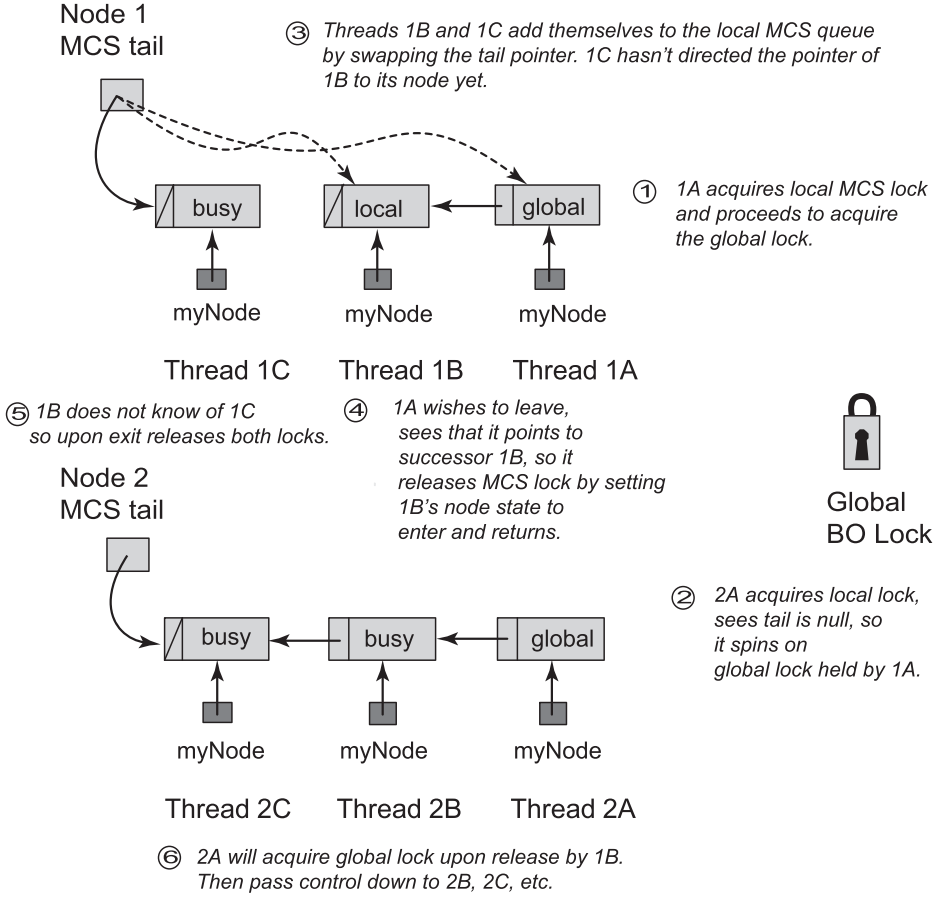 Node 1
MCS tail
③ Threads 1B and 1C add themselves to the local MCS queue
by swapping the tail pointer. 1C hasn't directed the pointer of
1B to its node yet.
busy
local
global
① 1A acquires local MCS lock
and proceeds to acquire
the global lock.
myNode
myNode
myNode
Thread 1C
Thread 1B
Thread 1A
⑤ 1B does not know of 1C
so upon exit releases both locks.
④ 1A wishes to leave,
sees that it points to
successor 1B, so it
releases MCS lock by setting
1B's node state to
enter and returns.
Global
BO Lock
Node 2
MCS tail
② 2A acquires local lock,
sees tail is null, so
it spins on
global lock held by 1A.
busy
busy
global
myNode
myNode
myNode
Thread 2C
Thread 2B
Thread 2A
⑥ 2A will acquire global lock upon release by 1B.
Then pass control down to 2B, 2C, etc.